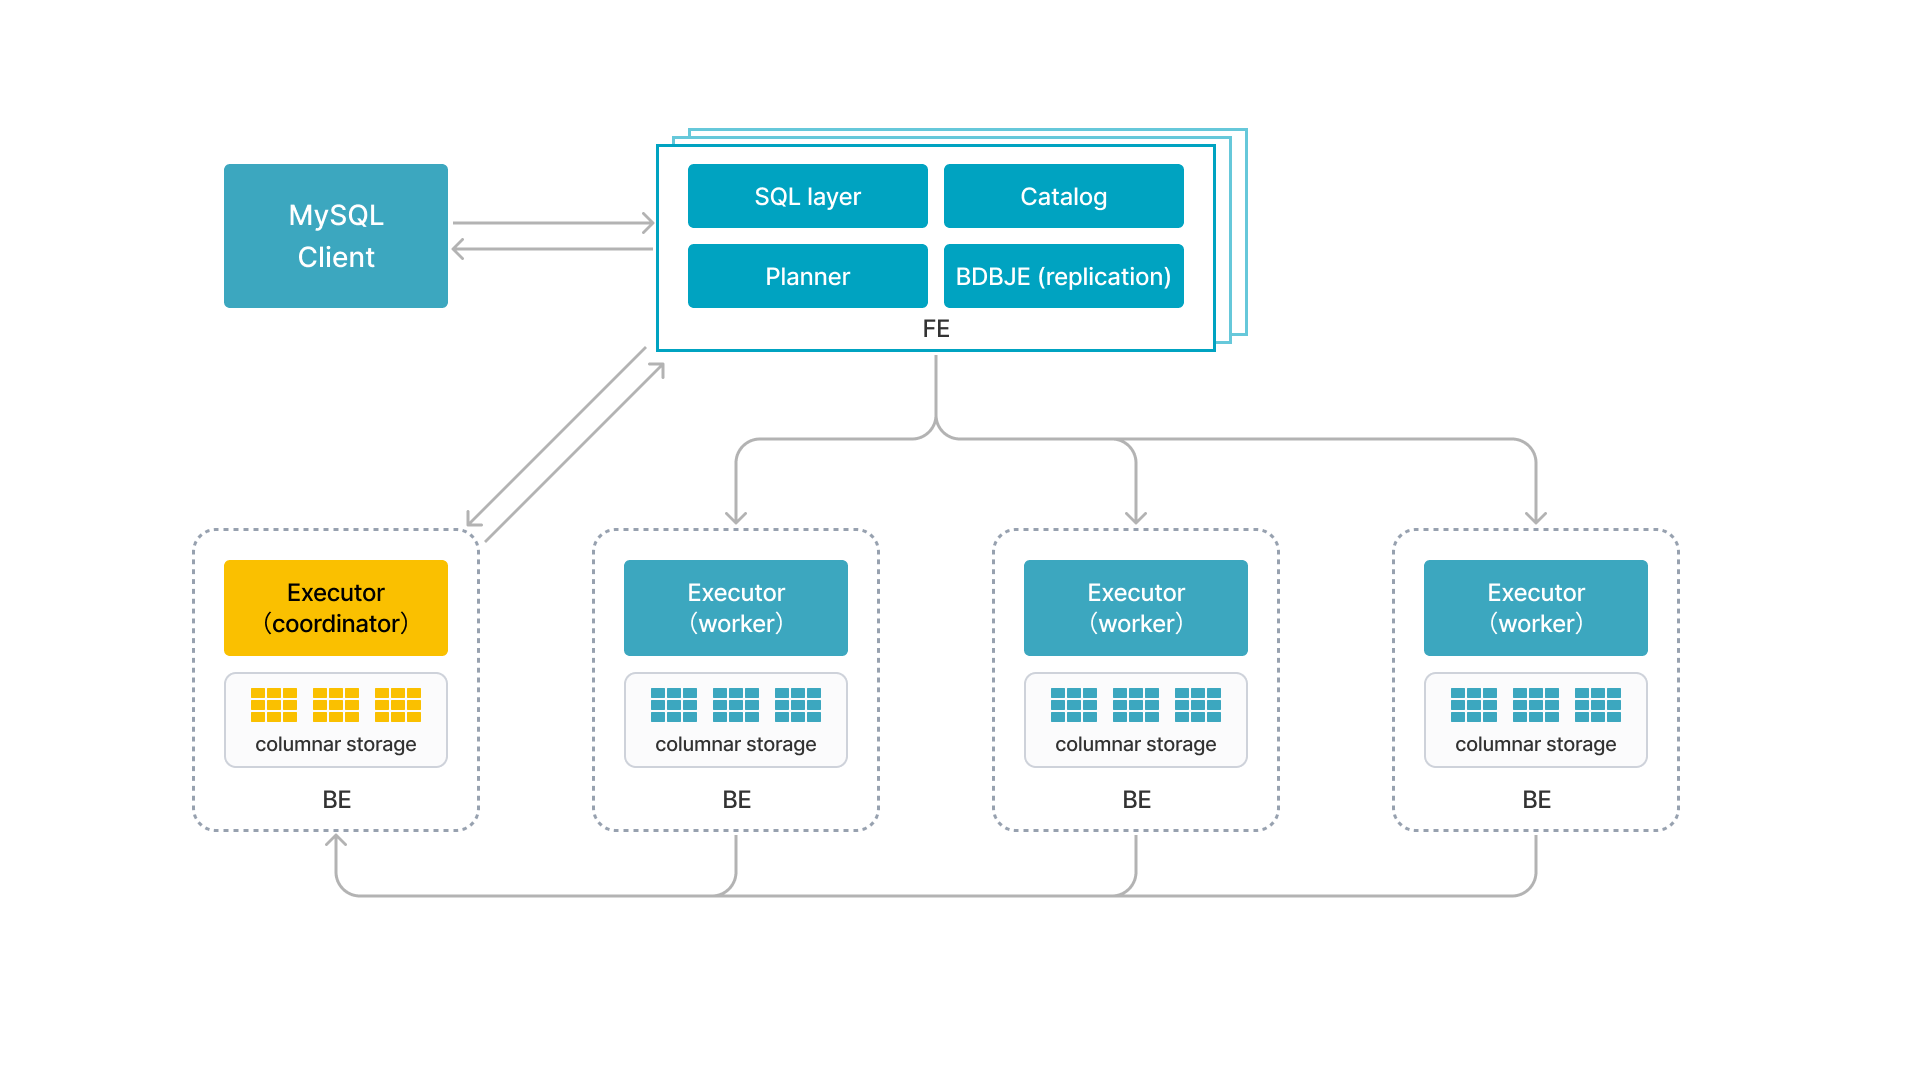 MySQL
Client
SQL layer
Catalog
Planner
BDBJE (replication)
FE
Executor
（coordinator）
columnar storage
BE
Executor
（worker）
columnar storage
BE
Executor
（worker）
columnar storage
BE
Executor
（worker）
columnar storage
BE